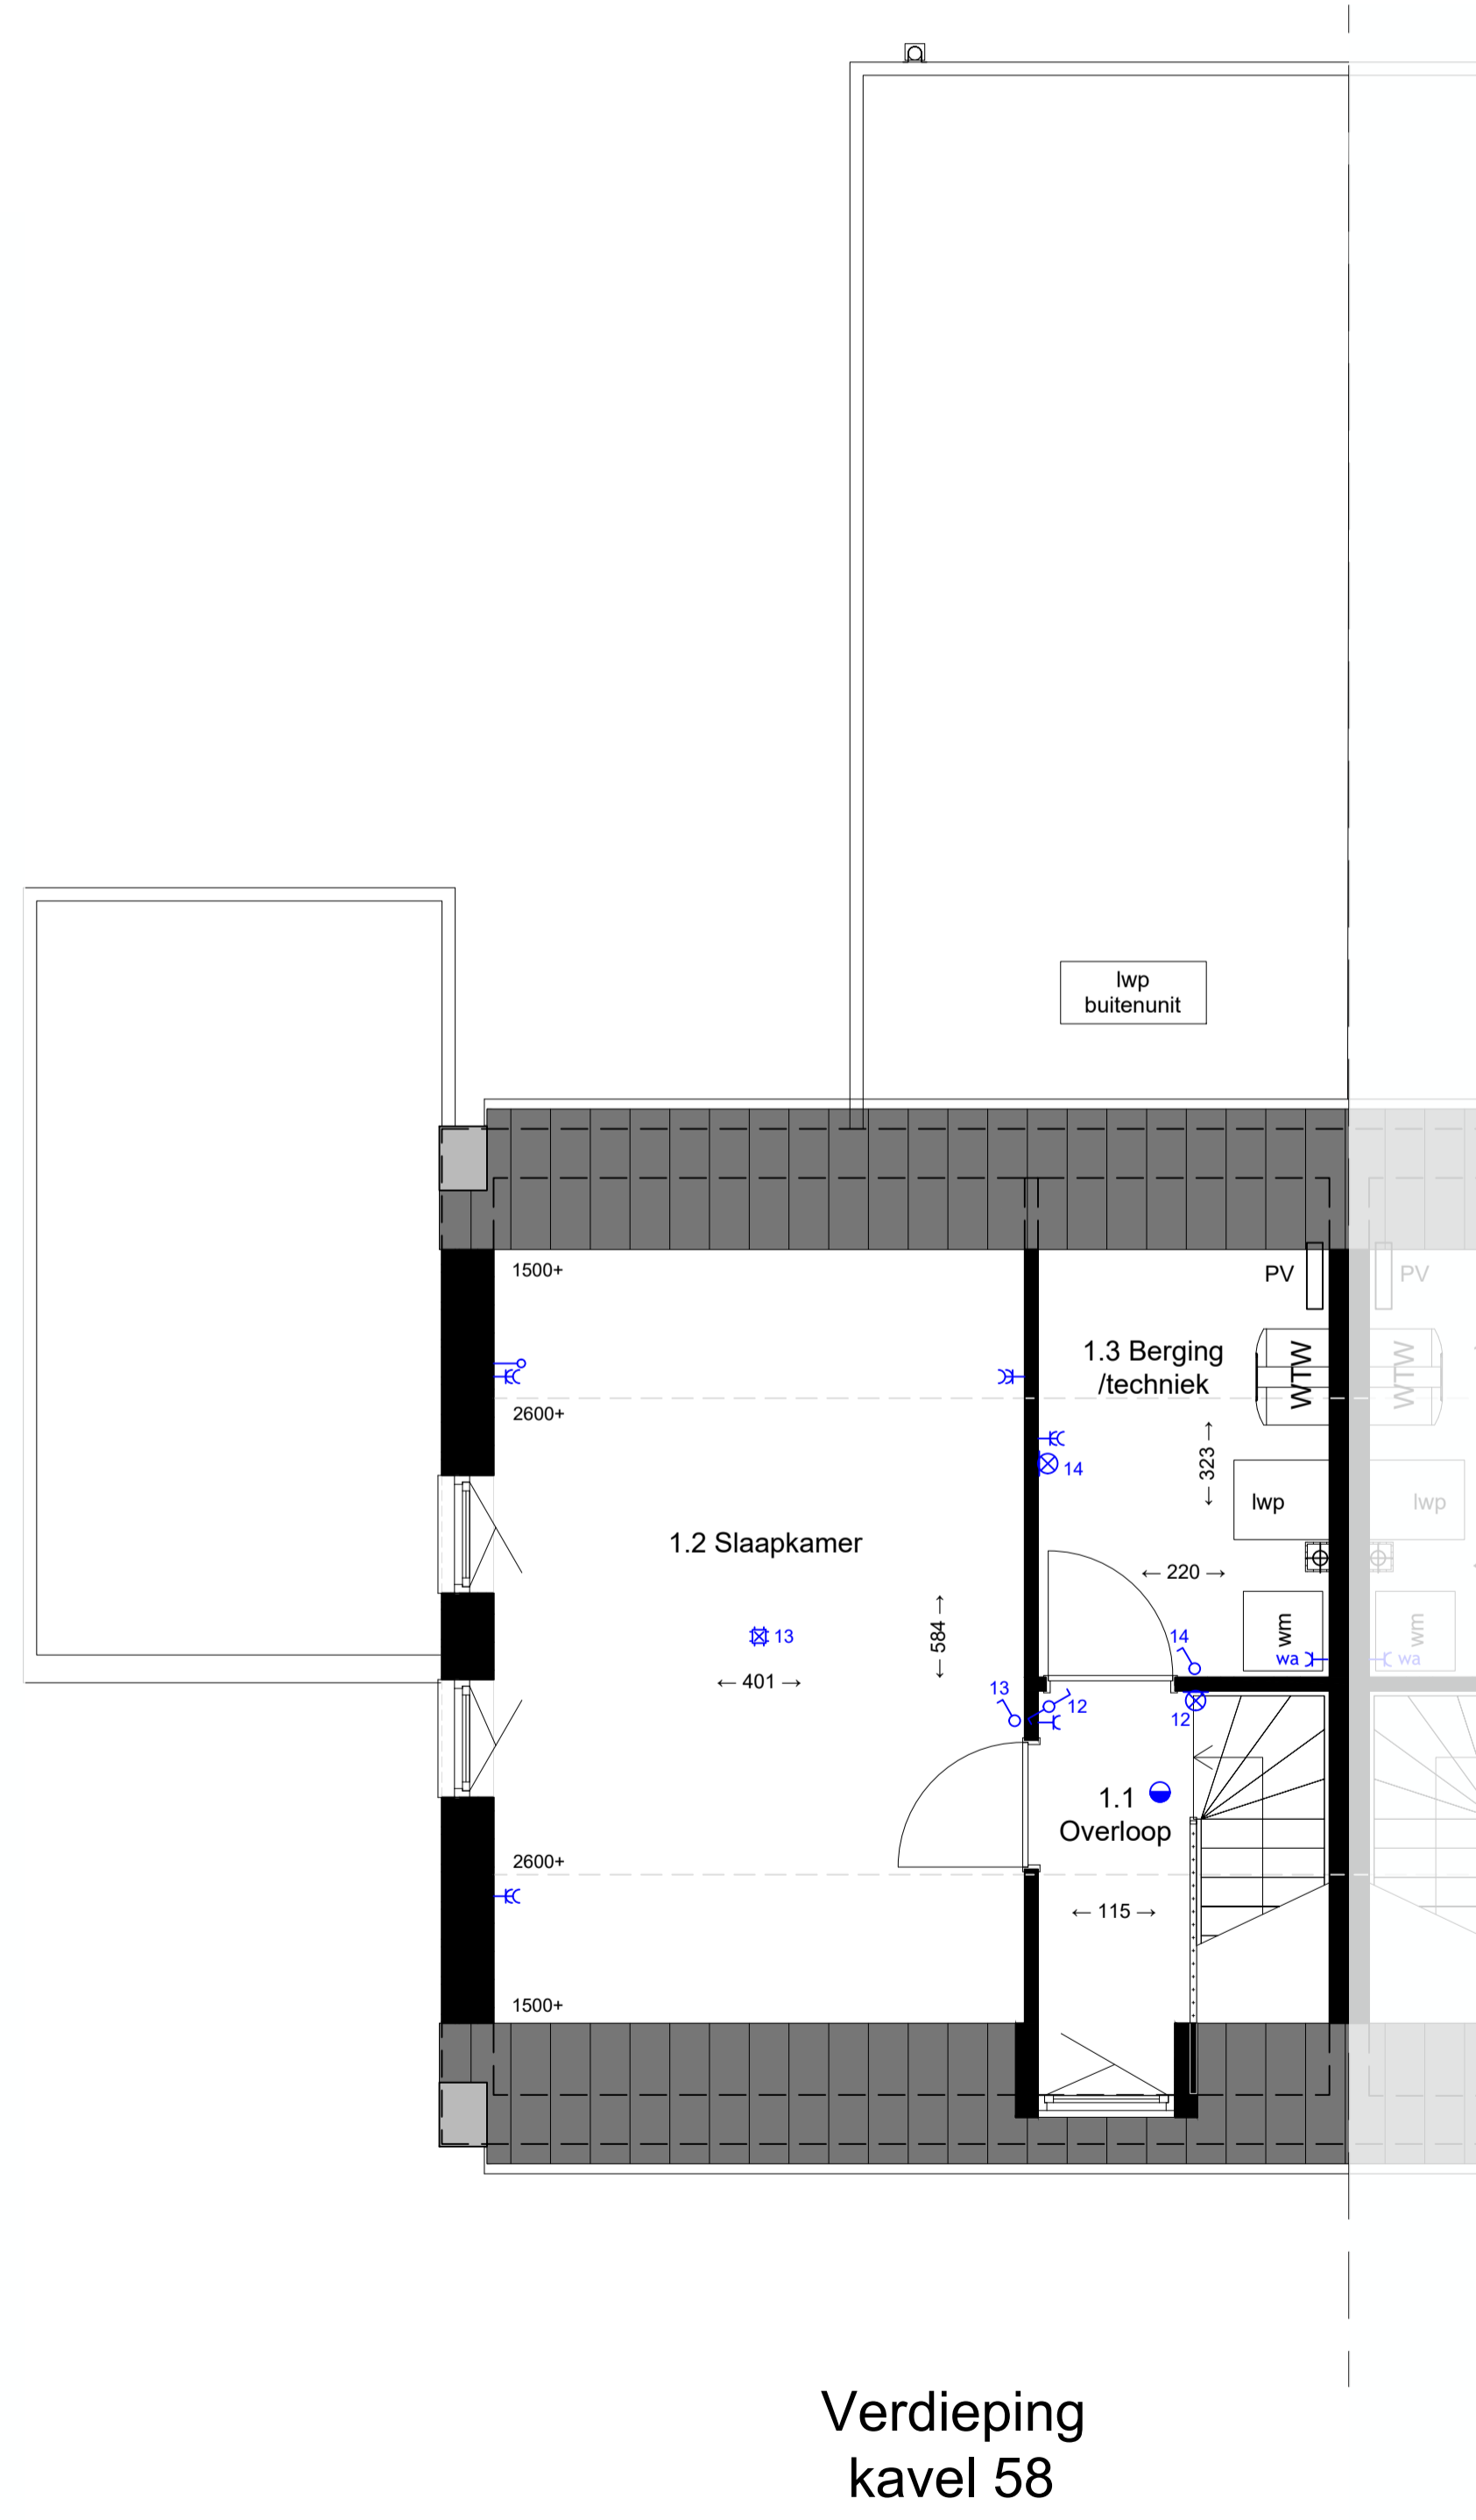 lwp
buitenunit
1500+
PV
PV
1.3 Berging
/techniek
WTW
WTW
2600+
← 323 →
14
lwp
lwp
1.2 Slaapkamer
← 220 →
wm
wm
13
← 584 →
14
wa
wa
← 401 →
13
12
12
1.1
Overloop
2600+
← 115 →
1500+
Verdieping
kavel 58